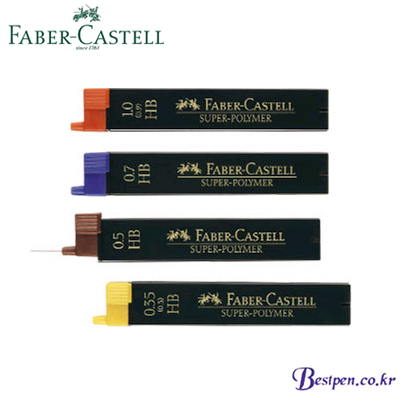 FABER-CASTELL
since 1761
1.0
(0,9)
HB
FABER-CASTELL
SUPER-POLYMER
0.7
HB
FABER-CASTELL
SUPER-POLYMER
0.5
HB
FABER-CASTELL
SUPER-POLYMER
0.35
(0.3)
HB
FABER-CASTELL
SUPER-POLYMER
Bestpen.co.kr